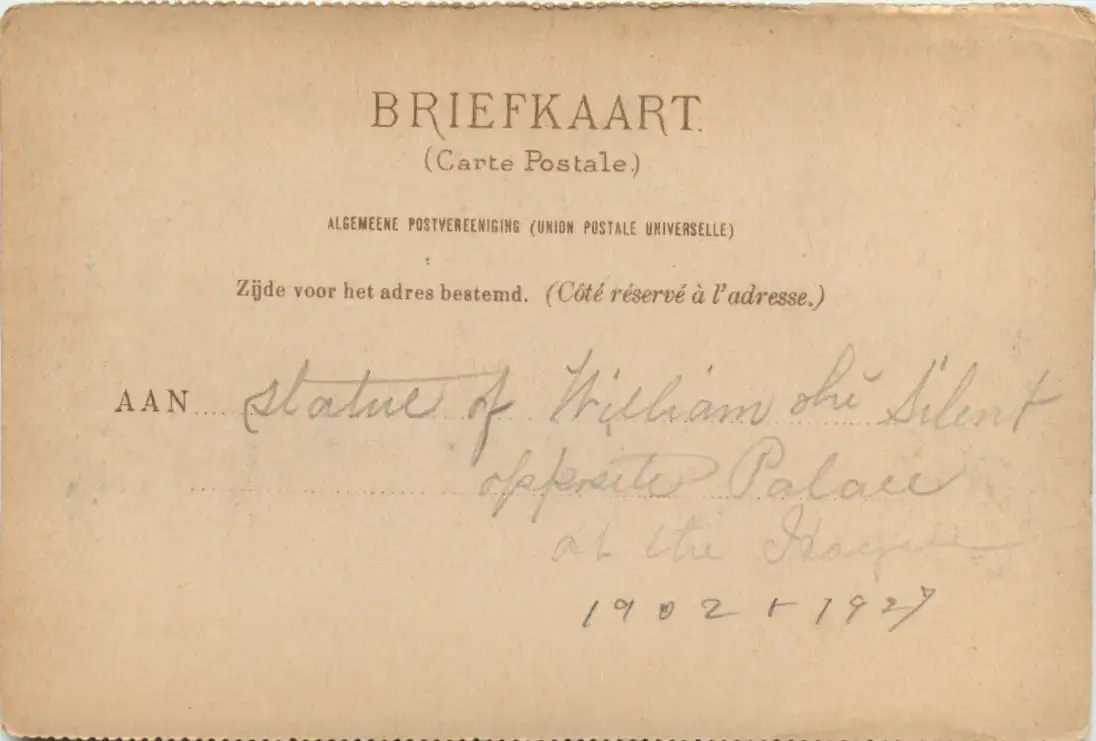 BRIEFKAART.
(Carte Postale.)
ALGEMEENE POSTVEREENIGING (UNION POSTALE UNIVERSELLE)
Zijde voor het adres bestemd. (Côté réservé à l'adresse.)
AAN statue of William the Silent
opposite Palace
at the Hague
1902 + 1927